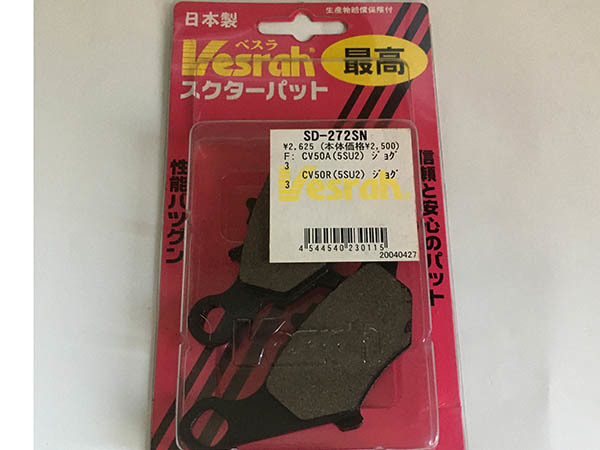 日本製
生産物賠償保険付
ベスラ
Vesrah®
最高
スクターパット
SD-272SN
¥2,625 (本体価格¥2,500)
F: CV50A(5SU2) ジョグ
3
CV50R(5SU2) ジョグ
3
Vesrah
4544540230115
20040427
性能バツグン
信頼と安心のパット
Vesrah